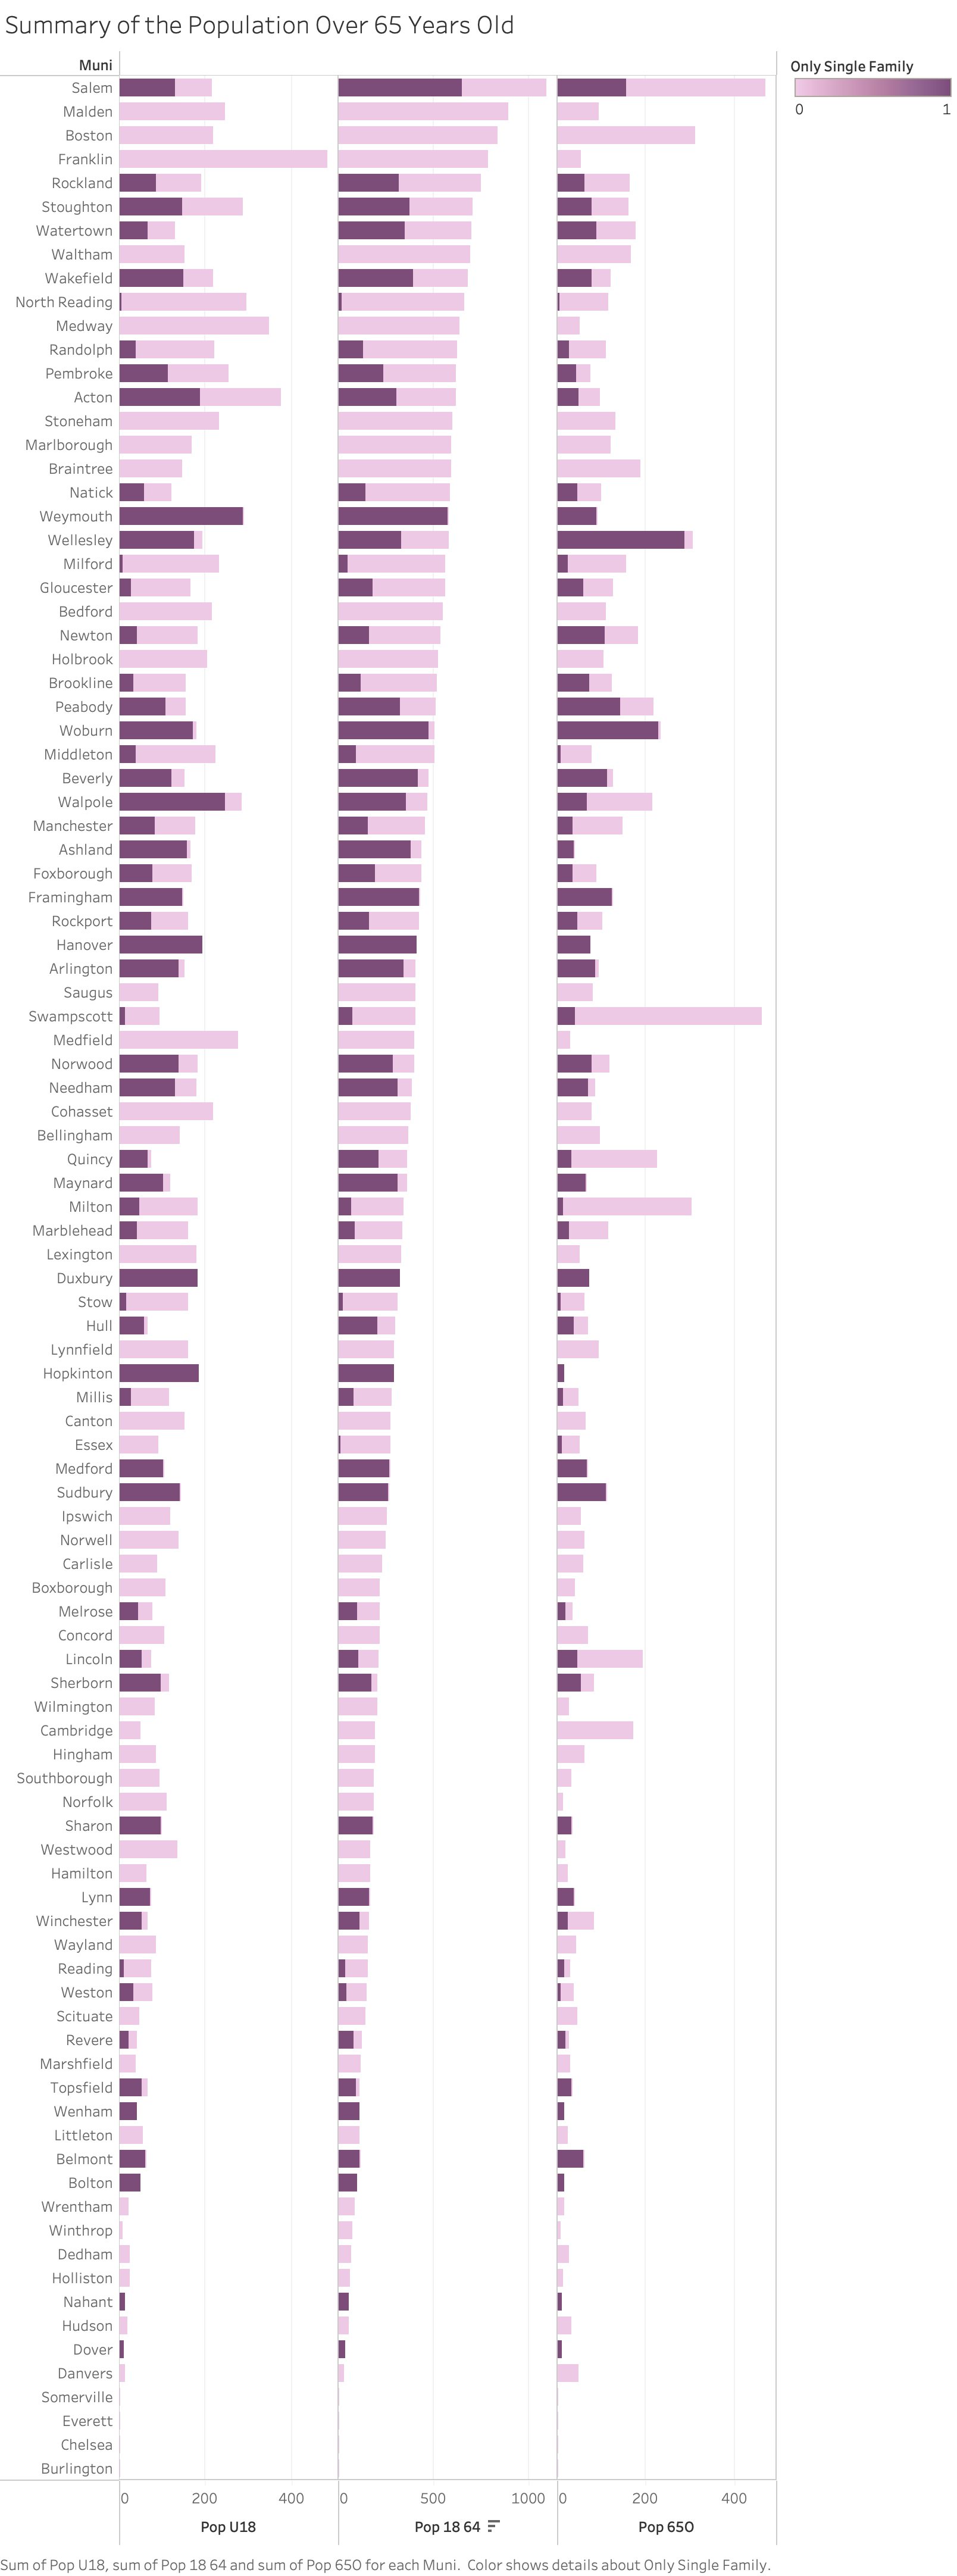 Summary of the Population Over 65 Years Old
Muni
Only Single Family
0 1
Salem
Malden
Boston
Franklin
Rockland
Stoughton
Watertown
Waltham
Wakefield
North Reading
Medway
Randolph
Pembroke
Acton
Stoneham
Marlborough
Braintree
Natick
Weymouth
Wellesley
Milford
Gloucester
Bedford
Newton
Holbrook
Brookline
Peabody
Woburn
Middleton
Beverly
Walpole
Manchester
Ashland
Foxborough
Framingham
Rockport
Hanover
Arlington
Saugus
Swampscott
Medfield
Norwood
Needham
Cohasset
Bellingham
Quincy
Maynard
Milton
Marblehead
Lexington
Duxbury
Stow
Hull
Lynnfield
Hopkinton
Millis
Canton
Essex
Medford
Sudbury
Ipswich
Norwell
Carlisle
Boxborough
Melrose
Concord
Lincoln
Sherborn
Wilmington
Cambridge
Hingham
Southborough
Norfolk
Sharon
Westwood
Hamilton
Lynn
Winchester
Wayland
Reading
Weston
Scituate
Revere
Marshfield
Topsfield
Wenham
Littleton
Belmont
Bolton
Wrentham
Winthrop
Dedham
Holliston
Nahant
Hudson
Dover
Danvers
Somerville
Everett
Chelsea
Burlington
0 200 400 0 500 1000 0 200 400
Pop U18 Pop 18 64 Pop 65O
Sum of Pop U18, sum of Pop 18 64 and sum of Pop 65O for each Muni. Color shows details about Only Single Family.